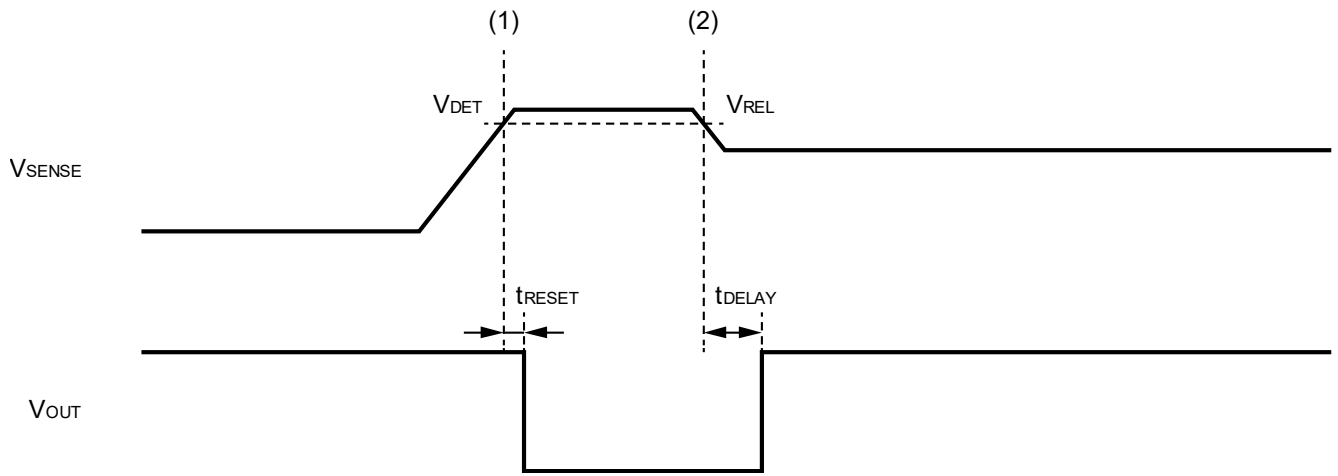 (1) (2)
VDET VREL
VSENSE
tRESET tDELAY
VOUT